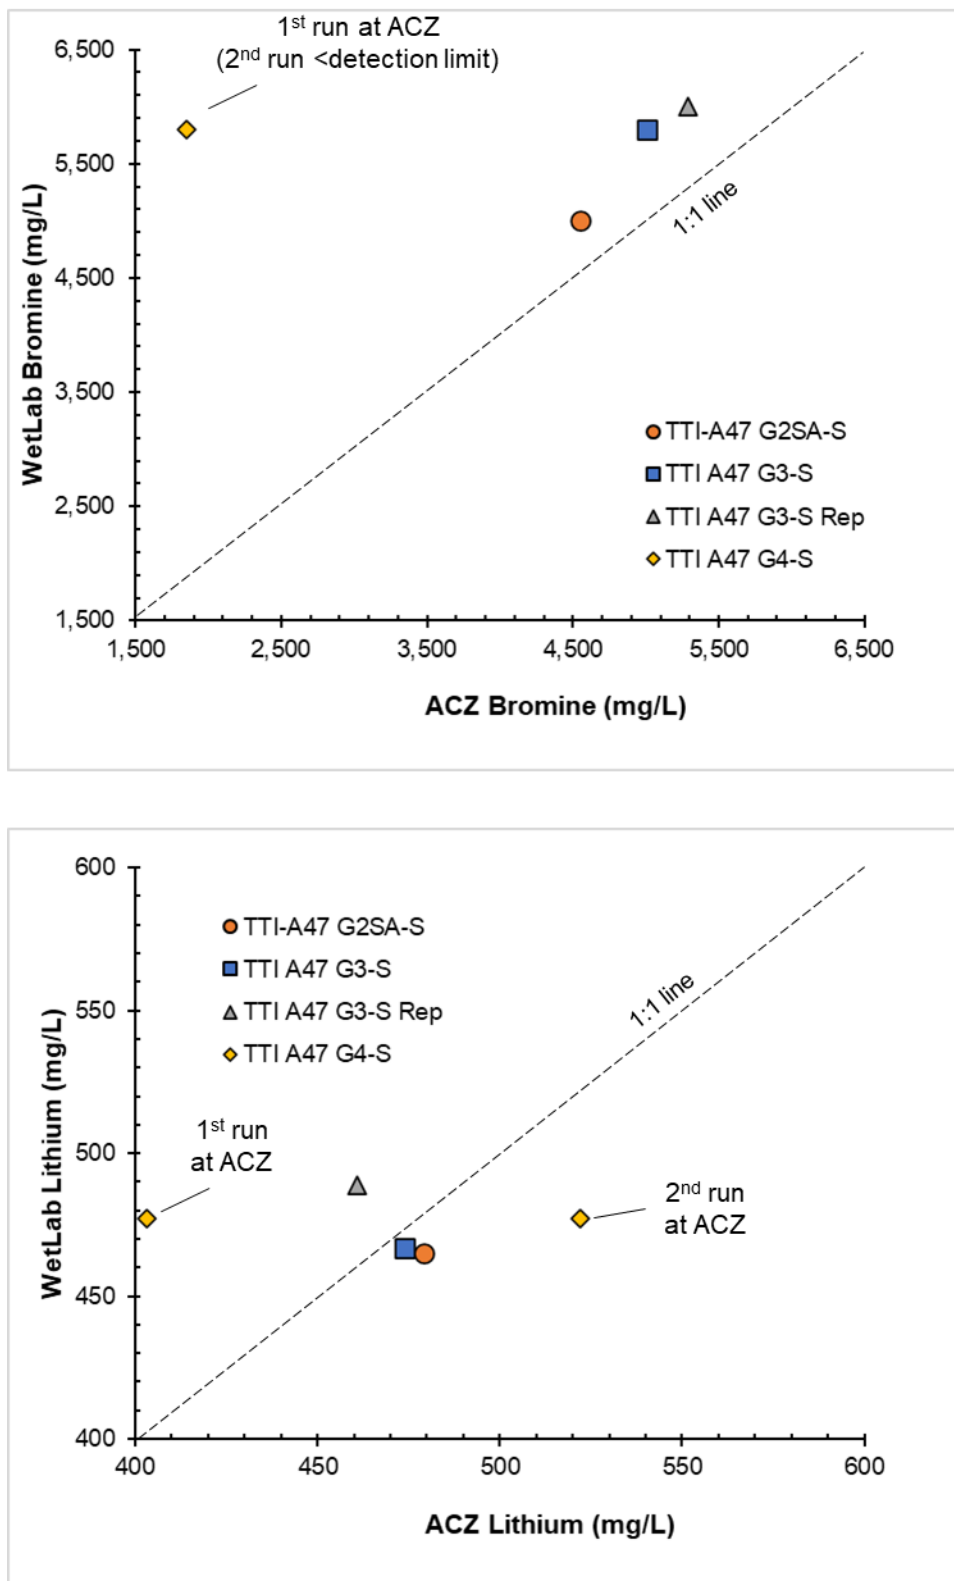 1st run at ACZ
(2nd run <detection limit)
6,500
5,500
4,500
3,500
2,500
1,500
WetLab Bromine (mg/L)
1:1 line
TTI-A47 G2SA-S
TTI A47 G3-S
TTI A47 G3-S Rep
TTI A47 G4-S
1,500 2,500 3,500 4,500 5,500 6,500
ACZ Bromine (mg/L)
600
550
500
450
400
WetLab Lithium (mg/L)
TTI-A47 G2SA-S
TTI A47 G3-S
TTI A47 G3-S Rep
TTI A47 G4-S
1:1 line
1st run
at ACZ
2nd run
at ACZ
400 450 500 550 600
ACZ Lithium (mg/L)